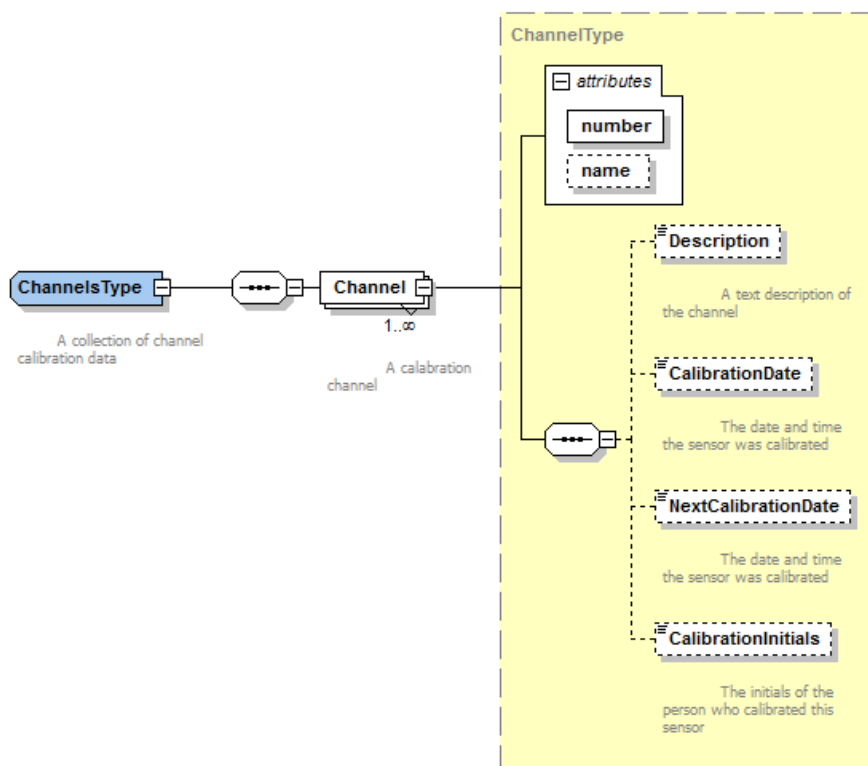 ChannelType
attributes
number
name
Description
A text description of
the channel
ChannelsType
A collection of channel
calibration data
Channel
1..∞
A calabration
channel
CalibrationDate
The date and time
the sensor was calibrated
NextCalibrationDate
The date and time
the sensor was calibrated
CalibrationInitials
The initials of the
person who calibrated this
sensor